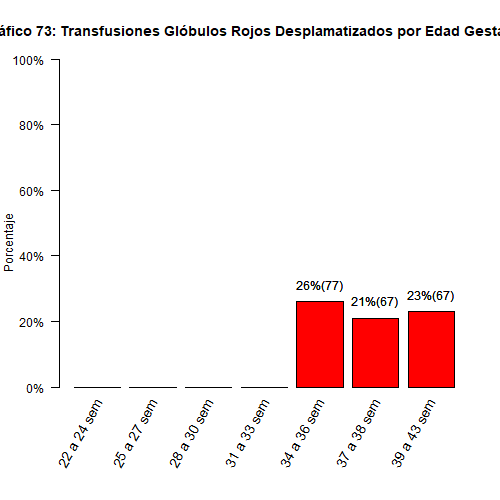 áfico 73: Transfusiones Glóbulos Rojos Desplamatizados por Edad Gesta
100%
80%
60%
40%
20%
0%
Porcentaje
26%(77)
21%(67)
23%(67)
22 a 24 sem
25 a 27 sem
28 a 30 sem
31 a 33 sem
34 a 36 sem
37 a 38 sem
39 a 43 sem